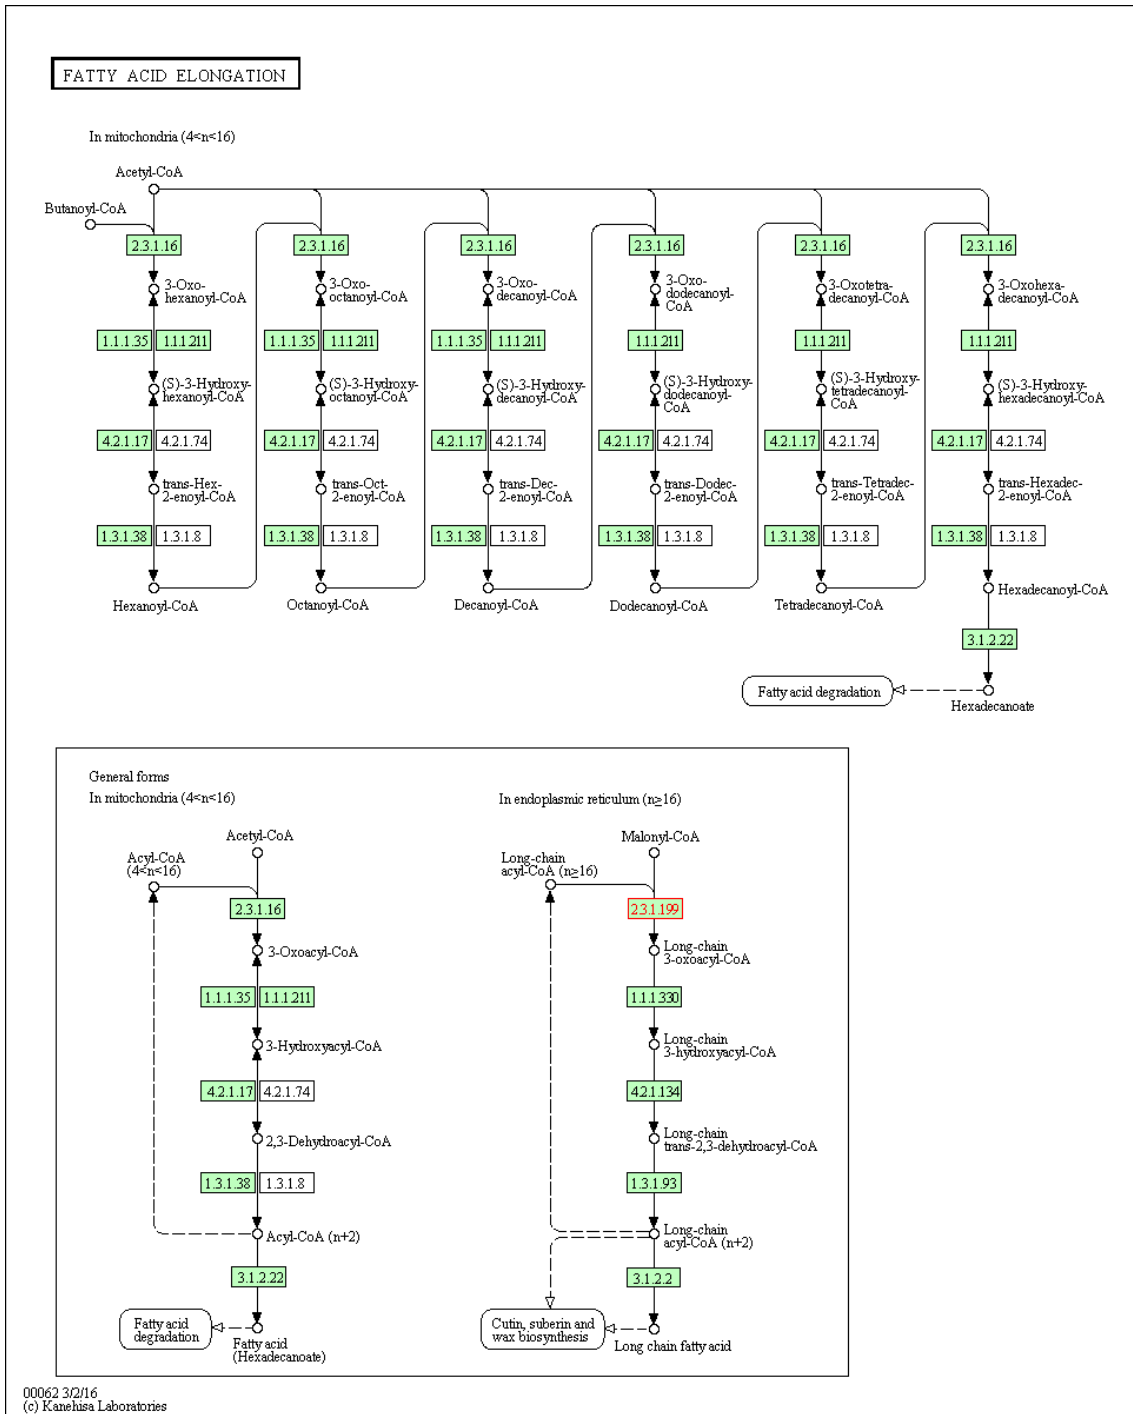 FATTY ACID ELONGATION
In mitochondria (4<n<16)
Acetyl-CoA
Butanoyl-CoA
2.3.1.16 2.3.1.16 2.3.1.16 2.3.1.16 2.3.1.16 2.3.1.16
3-Oxo- 3-Oxo- 3-Oxo- 3-Oxo- 3-Oxotetra- 3-Oxohexa-
hexanoyl-CoA octanoyl-CoA decanoyl-CoA dodecanoyl- decanoyl-CoA decanoyl-CoA
CoA
1.1.1.35 1.1.1.211 1.1.1.35 1.1.1.211 1.1.1.35 1.1.1.211 1.1.1.211 1.1.1.211 1.1.1.211
(S)-3-Hydroxy- (S)-3-Hydroxy- (S)-3-Hydroxy- (S)-3-Hydroxy- (S)-3-Hydroxy- (S)-3-Hydroxy-
hexanoyl-CoA octanoyl-CoA decanoyl-CoA dodecanoyl- tetradecanoyl- hexadecanoyl-CoA
CoA CoA
4.2.1.17 4.2.1.74 4.2.1.17 4.2.1.74 4.2.1.17 4.2.1.74 4.2.1.17 4.2.1.74 4.2.1.17 4.2.1.74 4.2.1.17 4.2.1.74
trans-Hex- trans-Oct- trans-Dec- trans-Dodec- trans-Tetradec- trans-Hexadec-
2-enoyl-CoA 2-enoyl-CoA 2-enoyl-CoA 2-enoyl-CoA 2-enoyl-CoA 2-enoyl-CoA
1.3.1.38 1.3.1.8 1.3.1.38 1.3.1.8 1.3.1.38 1.3.1.8 1.3.1.38 1.3.1.8 1.3.1.38 1.3.1.8 1.3.1.38 1.3.1.8
Hexanoyl-CoA Octanoyl-CoA Decanoyl-CoA Dodecanoyl-CoA Tetradecanoyl-CoA Hexadecanoyl-CoA
3.1.2.22
Fatty acid degradation
Hexadecanoate
General forms
In mitochondria (4<n<16)
Acetyl-CoA
Acyl-CoA
(4<n<16)
2.3.1.16
3-Oxoacyl-CoA
1.1.1.35 1.1.1.211
3-Hydroxyacyl-CoA
4.2.1.17 4.2.1.74
2,3-Dehydroacyl-CoA
1.3.1.38 1.3.1.8
Acyl-CoA (n+2)
3.1.2.22
Fatty acid
degradation
Fatty acid
(Hexadecanoate)
In endoplasmic reticulum (n≥16)
Malonyl-CoA
Long-chain
acyl-CoA (n≥16)
2.3.1.199
Long-chain
3-oxoacyl-CoA
1.1.1.330
Long-chain
3-hydroxyacyl-CoA
4.2.1.134
Long-chain
trans-2,3-dehydroacyl-CoA
1.3.1.93
Long-chain
acyl-CoA (n+2)
3.1.2.2
Cutin, suberin and
wax biosynthesis
Long chain fatty acid
00062 3/2/16
(c) Kanehisa Laboratories